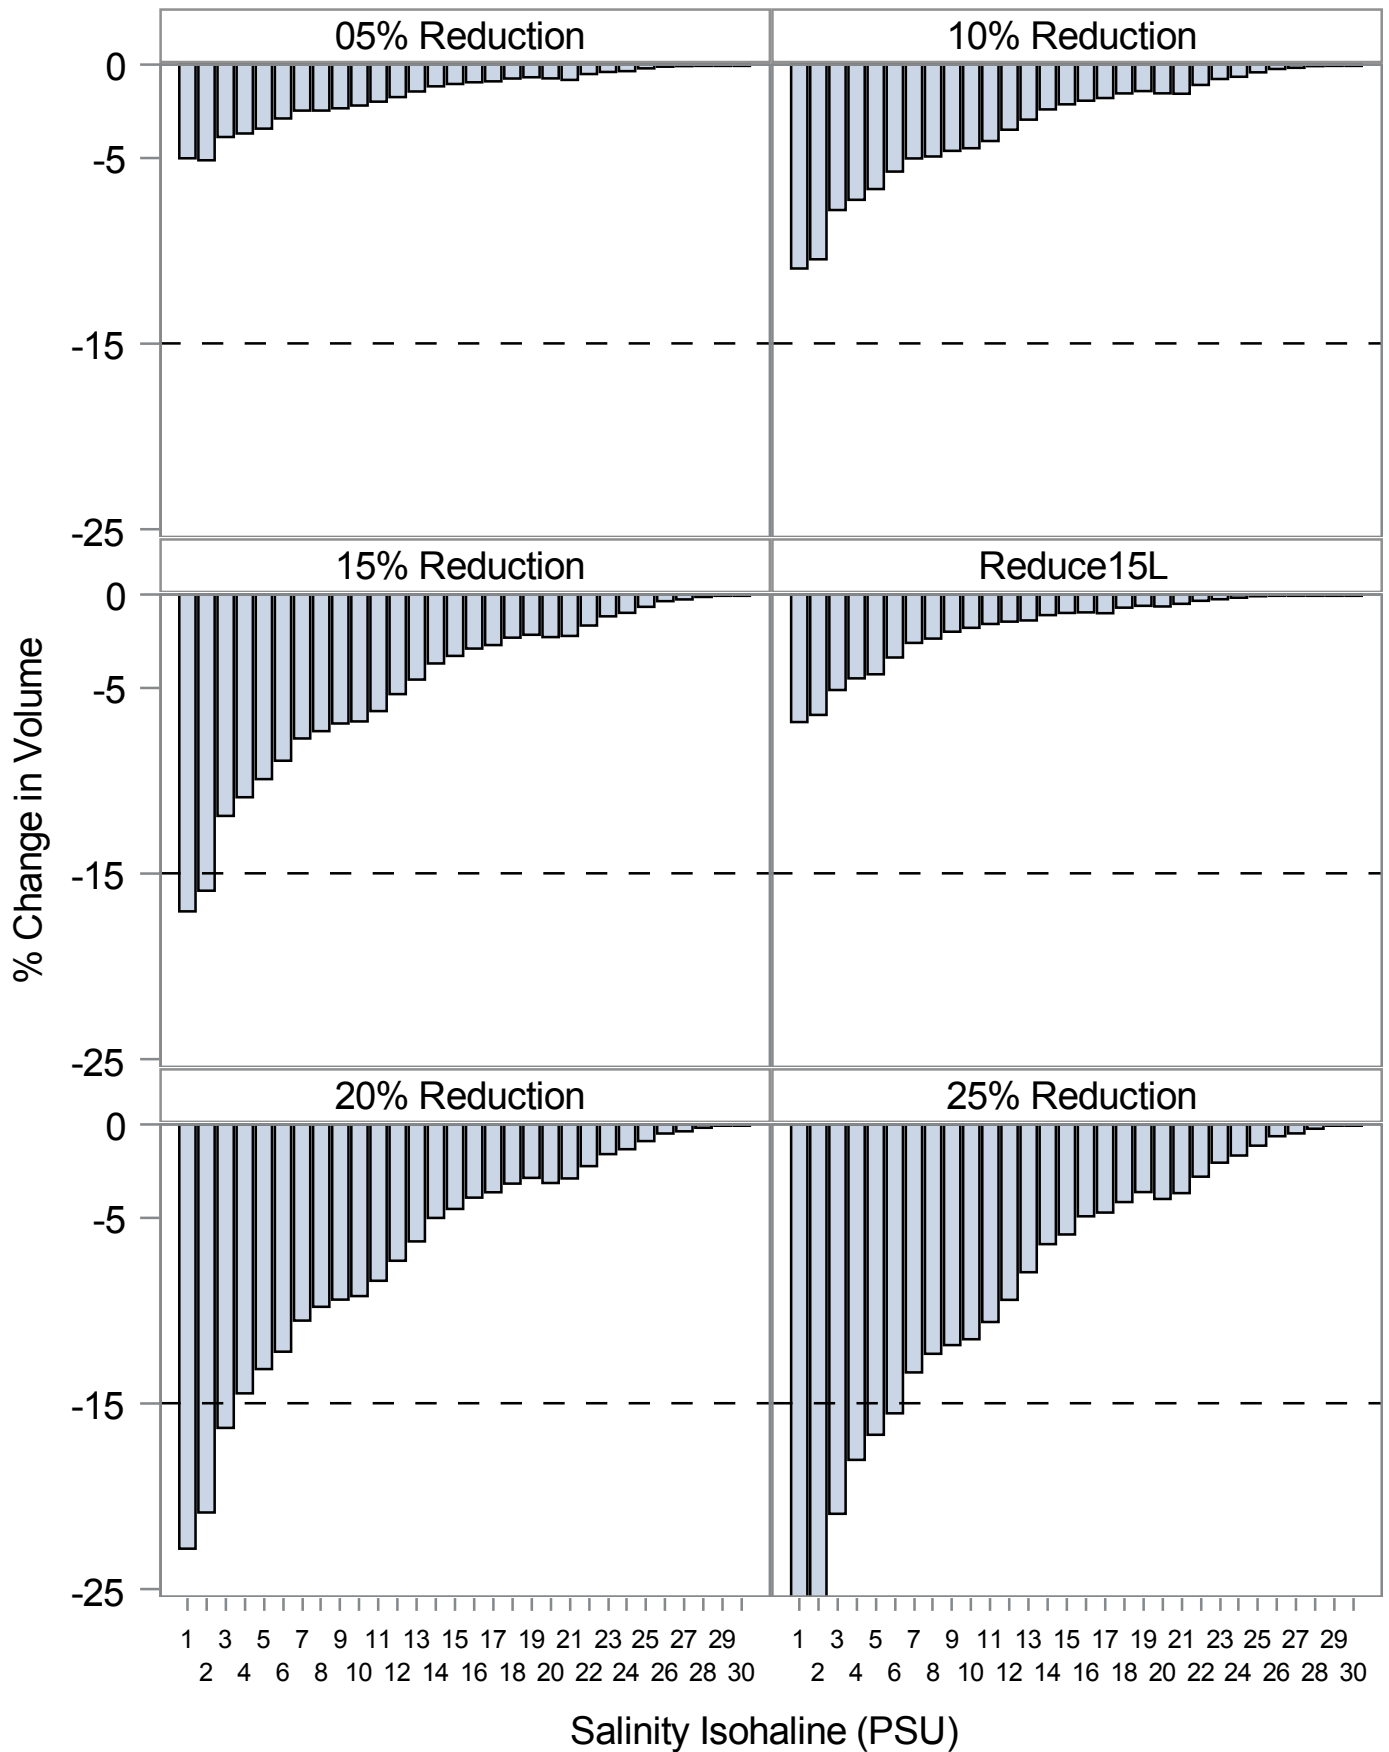 05% Reduction
10% Reduction
0
-5
-15
-25
15% Reduction
Reduce15L
0
-5
-15
-25
20% Reduction
25% Reduction
0
-5
-15
-25
% Change in Volume
1 3 5 7 9 11 13 15 17 19 21 23 25 27 29
2 4 6 8 10 12 14 16 18 20 22 24 26 28 30
1 3 5 7 9 11 13 15 17 19 21 23 25 27 29
2 4 6 8 10 12 14 16 18 20 22 24 26 28 30
Salinity Isohaline (PSU)